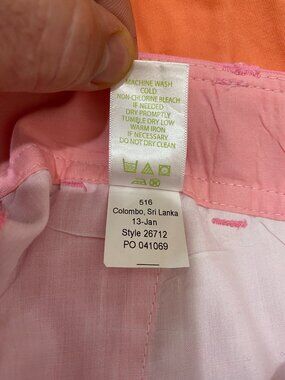 MACHINE WASH
COLD
NON-CHLORINE BLEACH
IF NEEDED
DRY PROMPTLY
TUMBLE DRY LOW
WARM IRON
IF NECESSARY
DO NOT DRY CLEAN
516
Colombo, Sri Lanka
13-Jan
Style 26712
PO 041069